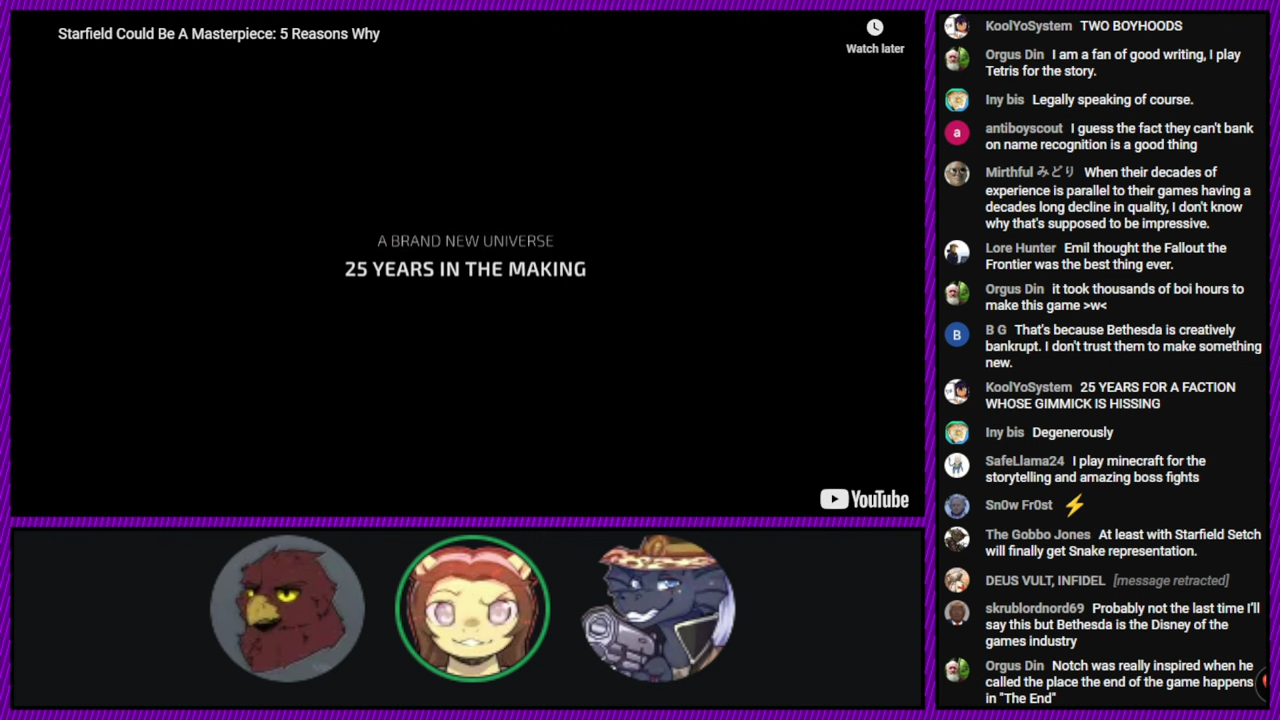 Starfield Could Be A Masterpiece: 5 Reasons Why
Watch later
A BRAND NEW UNIVERSE
25 YEARS IN THE MAKING
YouTube
KoolYoSystem TWO BOYHOODS
Orgus Din I am a fan of good writing, I play
Tetris for the story.
Iny bis Legally speaking of course.
a
antiboyscout I guess the fact they can't bank
on name recognition is a good thing
Mirthful みどり When their decades of
experience is parallel to their games having a
decades long decline in quality, I don't know
why that's supposed to be impressive.
Lore Hunter Emil thought the Fallout the
Frontier was the best thing ever.
Orgus Din it took thousands of boi hours to
make this game >w<
B
B G That's because Bethesda is creatively
bankrupt. I don't trust them to make something
new.
KoolYoSystem 25 YEARS FOR A FACTION
WHOSE GIMMICK IS HISSING
Iny bis Degenerously
SafeLlama24 I play minecraft for the
storytelling and amazing boss fights
Sn0w Fr0st ⚡
The Gobbo Jones At least with Starfield Setch
will finally get Snake representation.
DEUS VULT, INFIDEL [message retracted]
skrublordnord69 Probably not the last time I'll
say this but Bethesda is the Disney of the
games industry
Orgus Din Notch was really inspired when he
called the place the end of the game happens
in "The End"